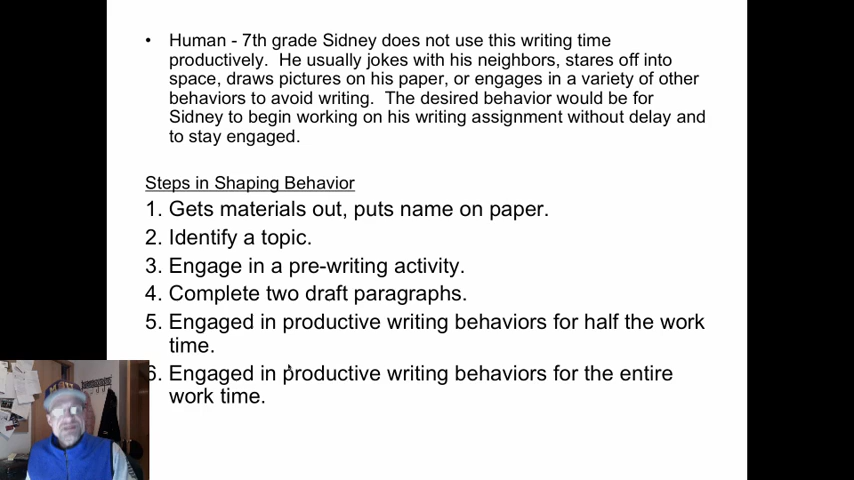 • Human - 7th grade Sidney does not use this writing time
productively.  He usually jokes with his neighbors, stares off into
space, draws pictures on his paper, or engages in a variety of other
behaviors to avoid writing.  The desired behavior would be for
Sidney to begin working on his writing assignment without delay and
to stay engaged.
Steps in Shaping Behavior
1. Gets materials out, puts name on paper.
2. Identify a topic.
3. Engage in a pre-writing activity.
4. Complete two draft paragraphs.
5. Engaged in productive writing behaviors for half the work
time.
6. Engaged in productive writing behaviors for the entire
work time.